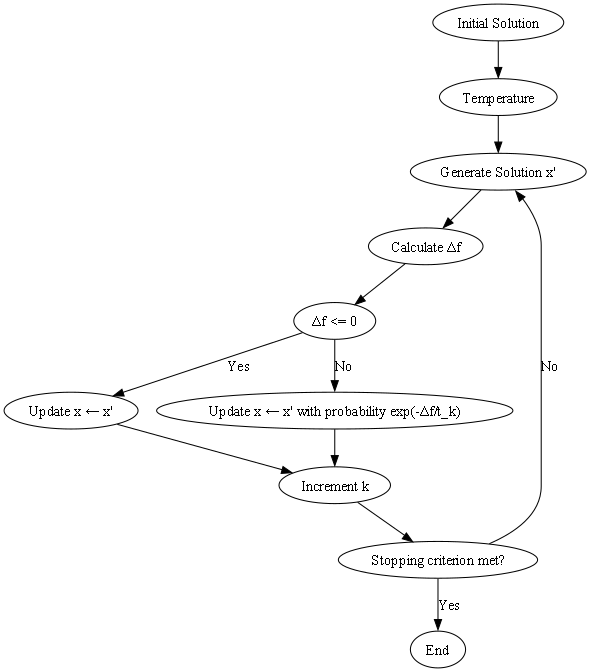 Initial Solution
Temperature
Generate Solution x'
Calculate Δf
Δf <= 0
Yes
No
Update x ← x'
Update x ← x' with probability exp(-Δf/t_k)
Increment k
No
Stopping criterion met?
Yes
End